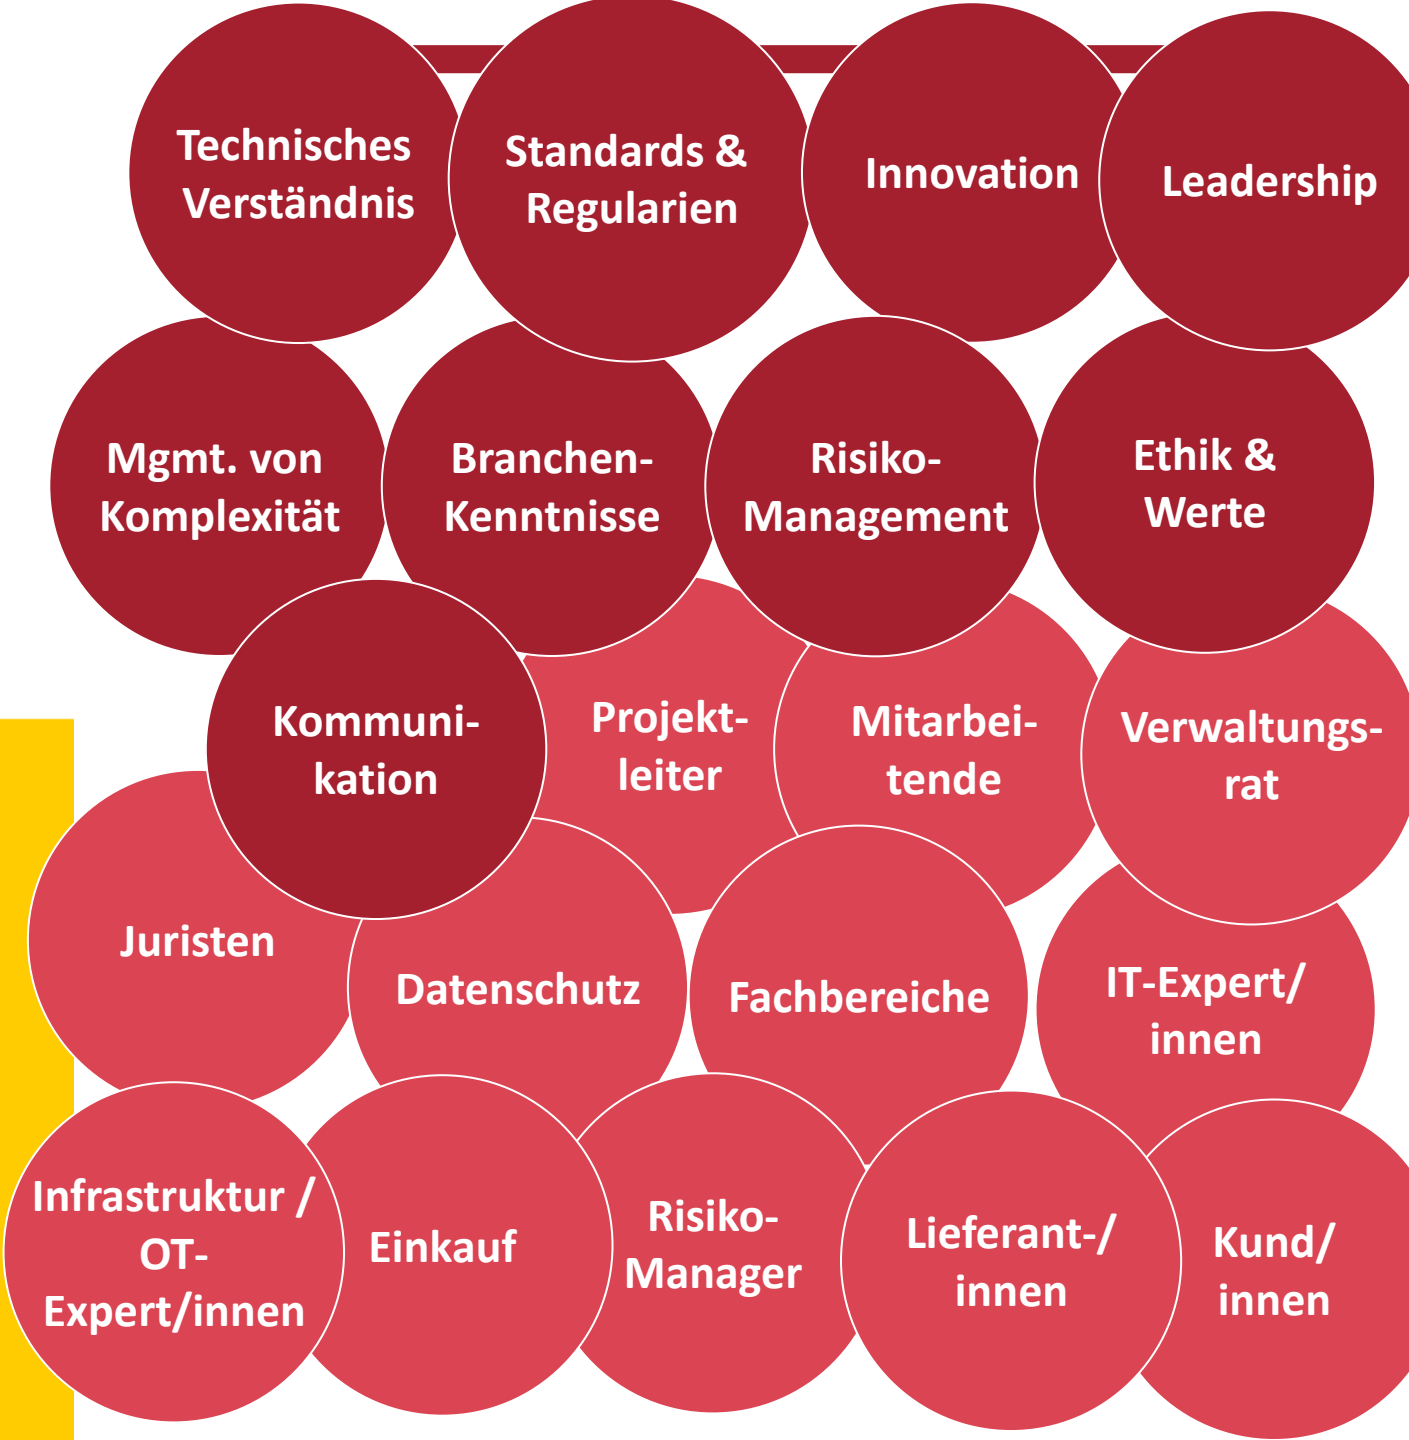 Technisches
Verständnis
Standards &
Regularien
Innovation
Leadership
Mgmt. von
Komplexität
Branchen-
Kenntnisse
Risiko-
Management
Ethik &
Werte
Kommuni-
kation
Projekt-
leiter
Mitarbei-
tende
Verwaltungs-
rat
Juristen
Datenschutz
Fachbereiche
IT-Expert/
innen
Infrastruktur /
OT-
Expert/innen
Einkauf
Risiko-
Manager
Lieferant-/
innen
Kund/
innen